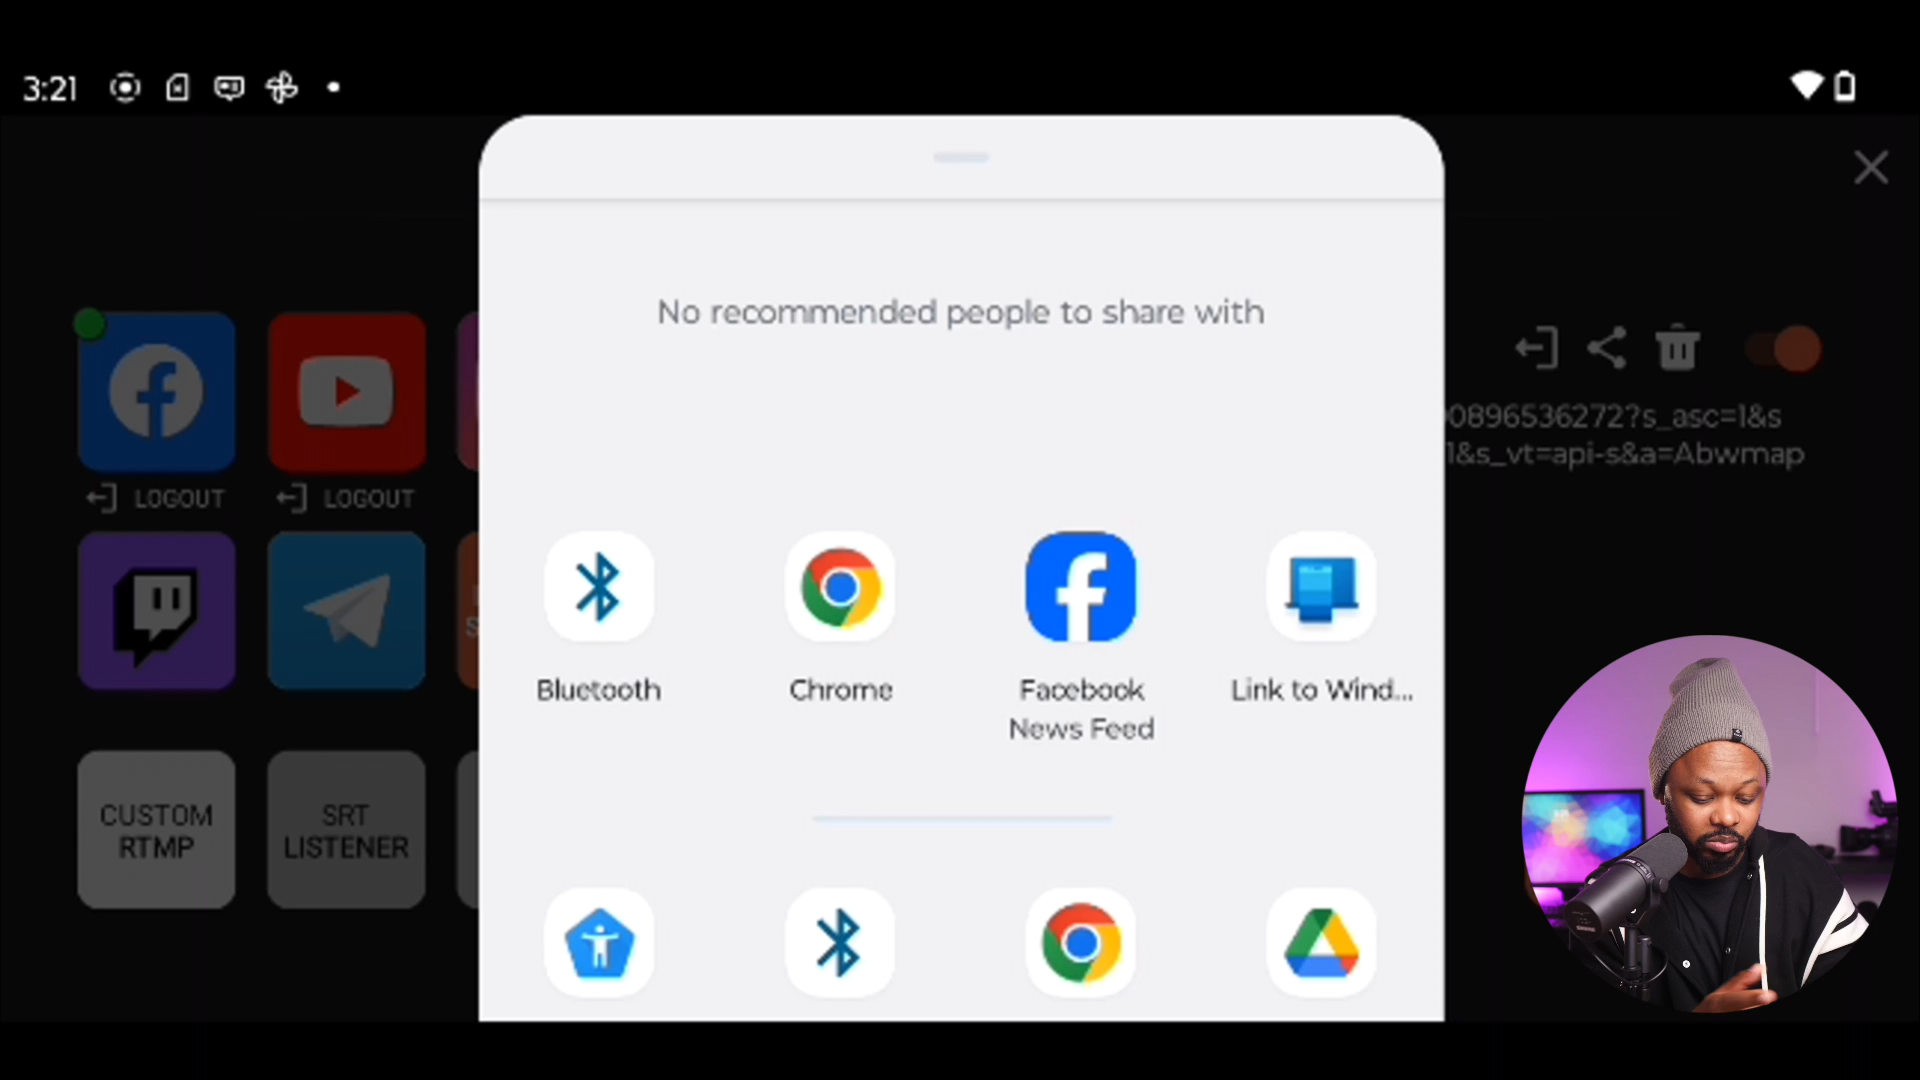 3:21
No recommended people to share with
0896536272?s_asc=1&s
1&s_vt=api-s&a=Abwmap
LOGOUT
LOGOUT
Bluetooth
Chrome
Facebook
News Feed
Link to Wind...
CUSTOM
RTMP
SRT
LISTENER